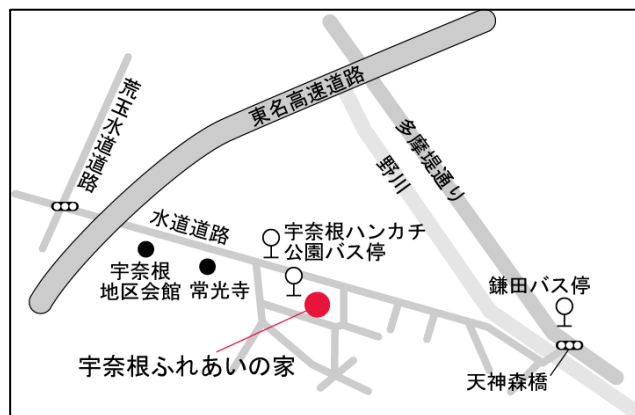 東名高速道路
荒玉水道道路
多摩堤通り
野川
水道道路
宇奈根ハンカチ
公園バス停
宇奈根
地区会館
常光寺
鎌田バス停
宇奈根ふれあいの家
天神森橋